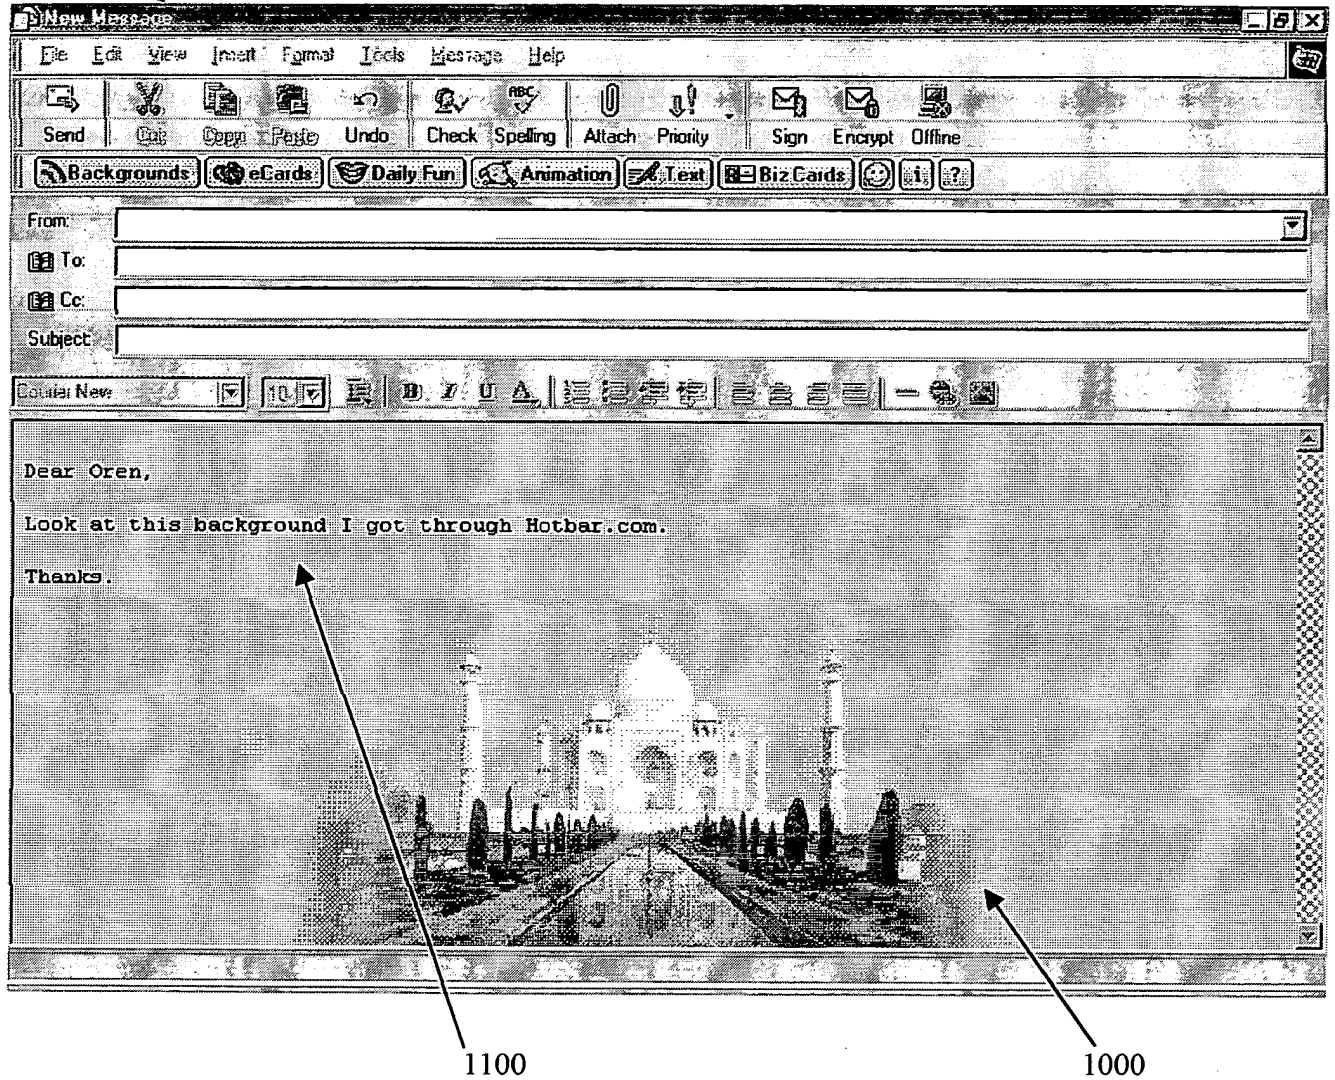 New Message
File Edit View Insert Format Tools Message Help
ABC
Send Cut Copy Paste Undo Check Spelling Attach Priority Sign Encrypt Offline
Backgrounds eCards Daily Fun Animation Text Biz Cards i ?
From:
To:
Cc:
Subject:
Courier New 10 B I U A
Dear Oren,
Look at this background I got through Hotbar.com.
Thanks.
1100 1000